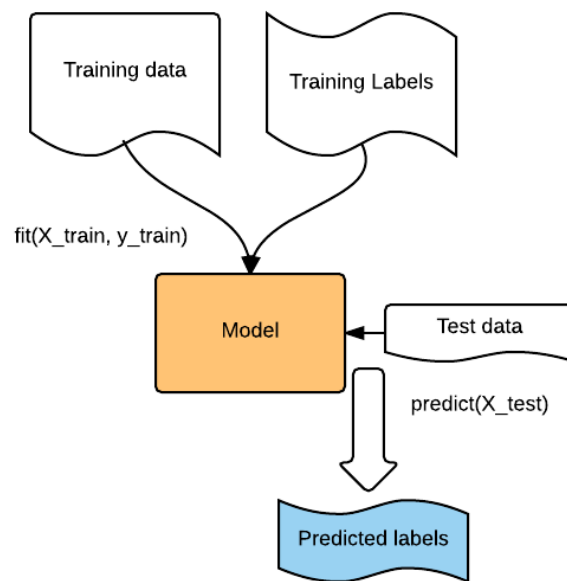 Training data
Training Labels
fit(X_train, y_train)
Model
Test data
predict(X_test)
Predicted labels